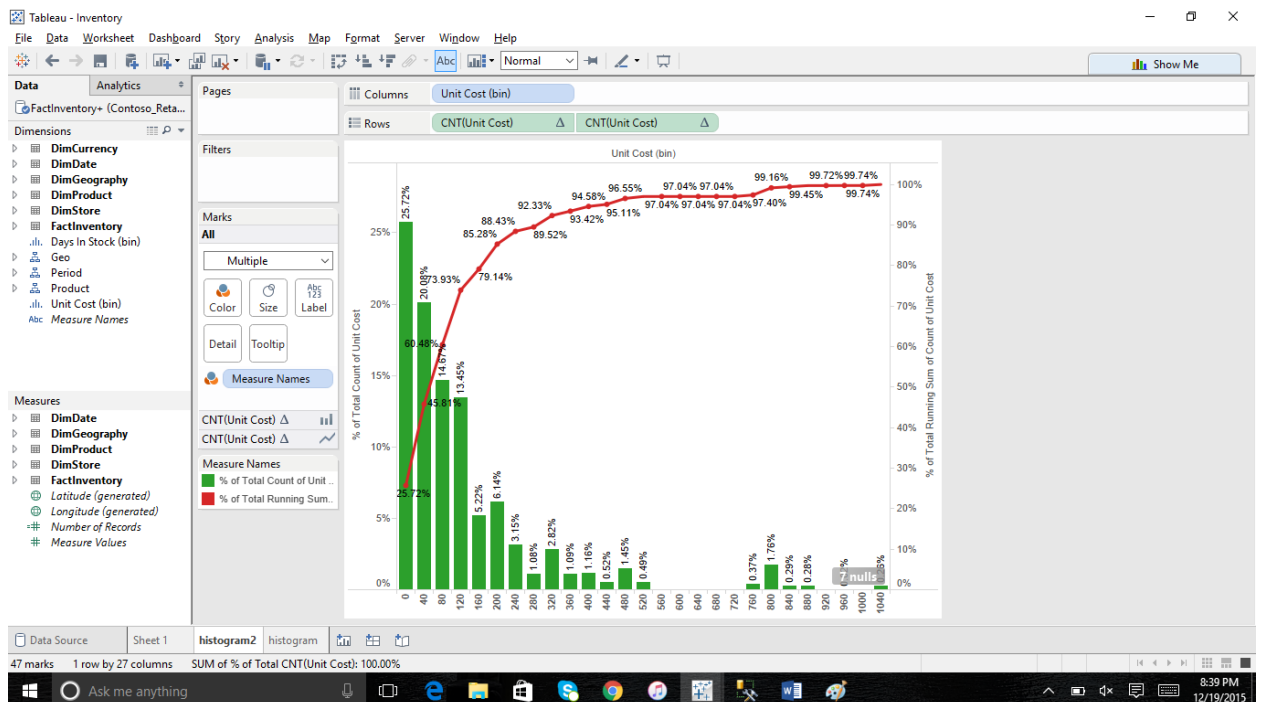 Tableau - Inventory
File Data Worksheet Dashboard Story Analysis Map Format Server Window Help
Abc Normal Show Me
Data Analytics
FactInventory+ (Contoso_Reta...
Dimensions
DimCurrency
DimDate
DimGeography
DimProduct
DimStore
FactInventory
Days In Stock (bin)
Geo
Period
Product
Unit Cost (bin)
Abc Measure Names
Measures
DimDate
DimGeography
DimProduct
DimStore
FactInventory
Latitude (generated)
Longitude (generated)
=# Number of Records
# Measure Values
Pages
Filters
Marks
All
Multiple
Color Size Abc 123 Label
Detail Tooltip
Measure Names
CNT(Unit Cost) Δ
CNT(Unit Cost) Δ
Measure Names
% of Total Count of Unit ..
% of Total Running Sum..
Columns Unit Cost (bin)
Rows CNT(Unit Cost) Δ CNT(Unit Cost) Δ
Unit Cost (bin)
% of Total Count of Unit Cost
25%
20%
15%
10%
5%
0%
25.72%
20.08%
14.67%
13.45%
5.22%
6.14%
3.15%
1.08%
2.82%
1.09%
1.16%
0.52%
1.45%
0.49%
0.37%
1.76%
0.29%
0.28%
7 nulls
25.72%
45.81%
60.48%
73.93%
79.14%
85.28%
88.43%
89.52%
92.33%
93.42%
94.58%
95.11%
96.55%
97.04%
97.04%
97.04%
97.04%
97.04%
97.40%
99.16%
99.45%
99.72%
99.74%
99.74%
100%
90%
80%
70%
60%
50%
40%
30%
20%
10%
0%
% of Total Running Sum of Count of Unit Cost
0 40 80 120 160 200 240 280 320 360 400 440 480 520 560 600 640 680 720 760 800 840 880 920 960 1000 1040
Data Source Sheet 1 histogram2 histogram
47 marks 1 row by 27 columns SUM of % of Total CNT(Unit Cost): 100.00%
Ask me anything
8:39 PM
12/19/2015